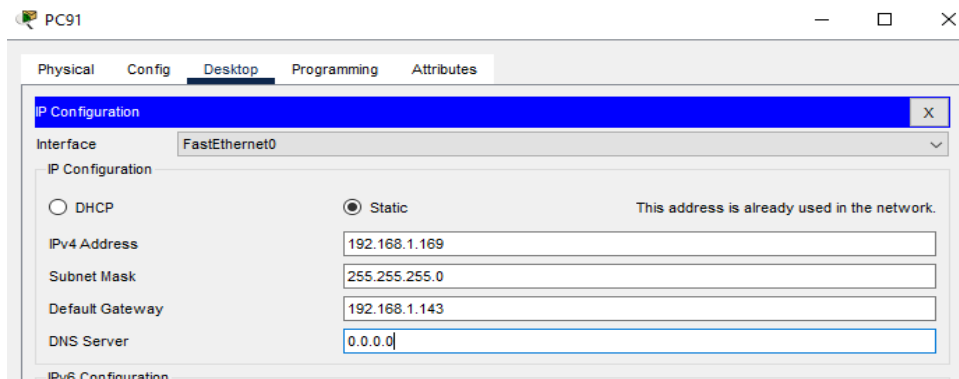 PC91
Physical Config Desktop Programming Attributes
IP Configuration X
Interface FastEthernet0
IP Configuration
DHCP Static This address is already used in the network.
IPv4 Address 192.168.1.169
Subnet Mask 255.255.255.0
Default Gateway 192.168.1.143
DNS Server 0.0.0.0
IPv6 Configuration